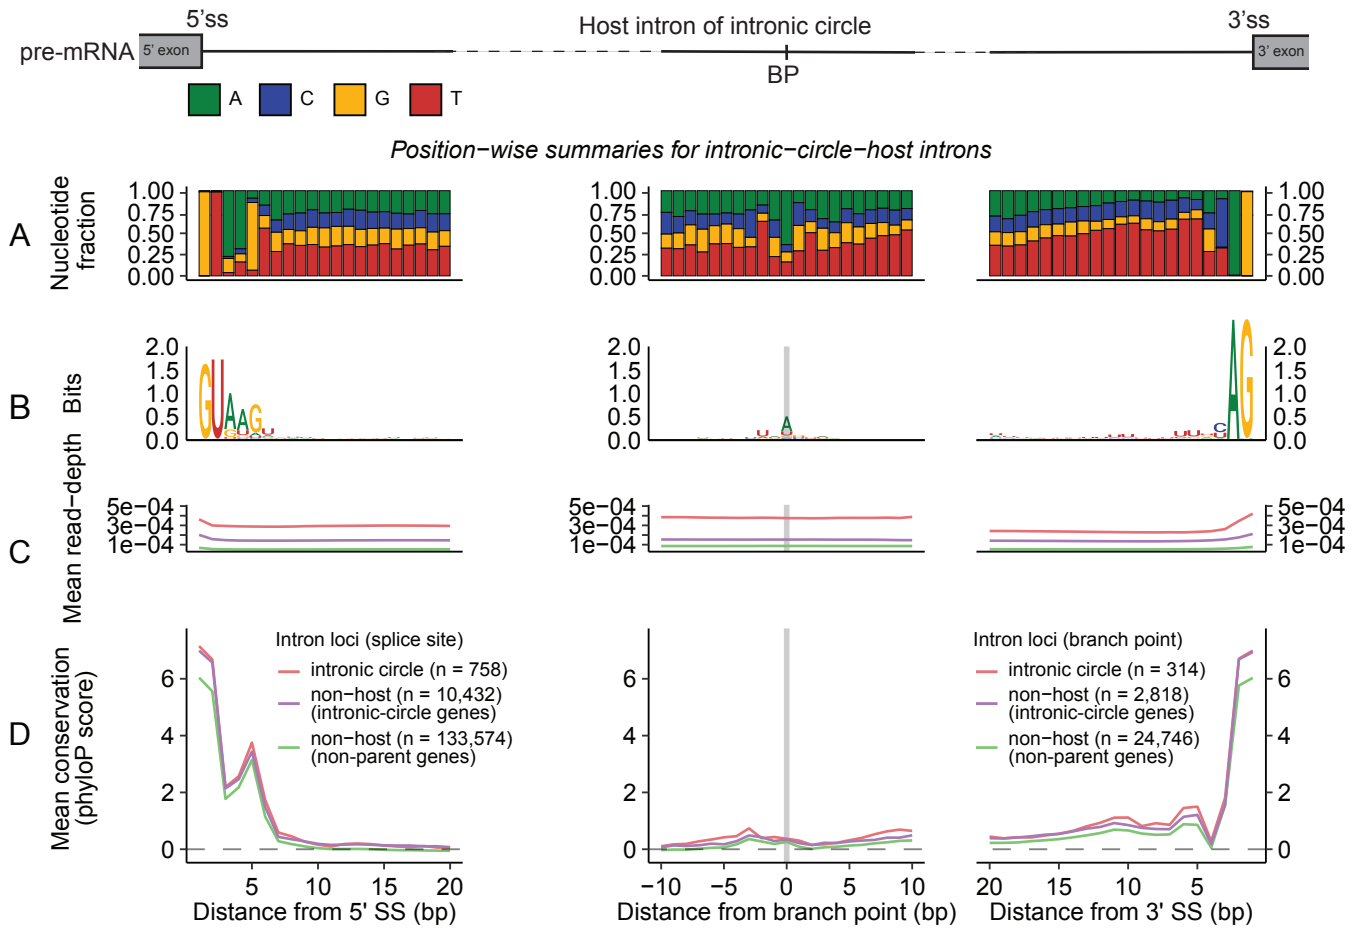 5'ss
Host intron of intronic circle
3'ss
pre-mRNA
5' exon
BP
3' exon
A
C
G
T
Position−wise summaries for intronic−circle−host introns
A
Nucleotide
fraction
1.00
0.75
0.50
0.25
0.00
1.00
0.75
0.50
0.25
0.00
1.00
0.75
0.50
0.25
0.00
B
Bits
2.0
1.5
1.0
0.5
0.0
GUAAG
2.0
1.5
1.0
0.5
0.0
U A
2.0
1.5
1.0
0.5
0.0
UU UU CAG
C
Mean read−depth
5e−04
3e−04
1e−04
5e−04
3e−04
1e−04
5e−04
3e−04
1e−04
D
Mean conservation
(phyloP score)
6
4
2
0
Intron loci (splice site)
intronic circle (n = 758)
non−host (n = 10,432)
(intronic−circle genes)
non−host (n = 133,574)
(non−parent genes)
6
4
2
0
Intron loci (branch point)
intronic circle (n = 314)
non−host (n = 2,818)
(intronic−circle genes)
non−host (n = 24,746)
(non−parent genes)
6
4
2
0
5 10 15 20
Distance from 5' SS (bp)
−10 −5 0 5 10
Distance from branch point (bp)
20 15 10 5
Distance from 3' SS (bp)